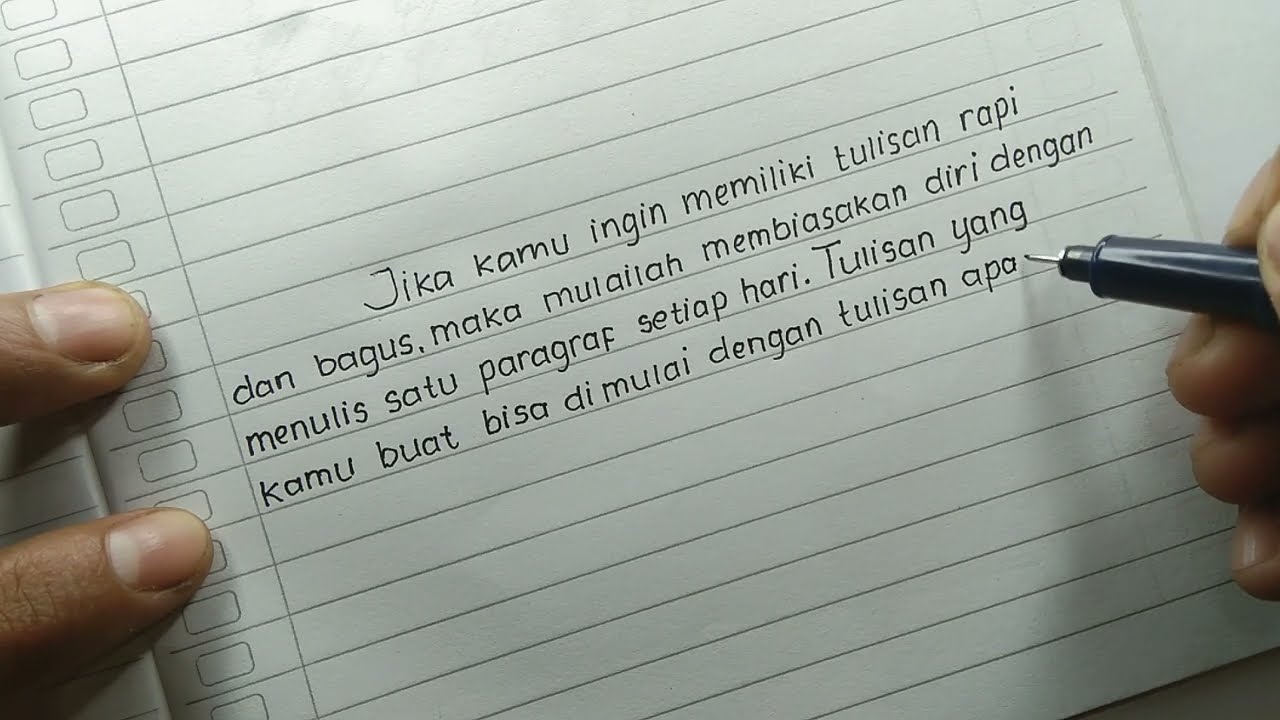 Jika kamu ingin memiliki tulisan rapi
dan bagus, maka mulailah membiasakan diri dengan
menulis satu paragraf setiap hari. Tulisan yang
kamu buat bisa dimulai dengan tulisan apa